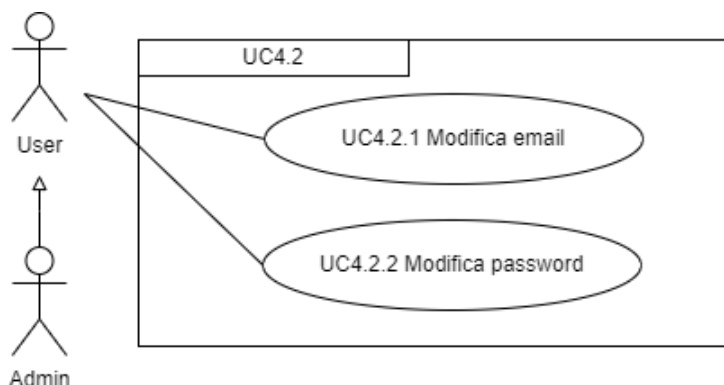 UC4.2
UC4.2.1 Modifica email
User
UC4.2.2 Modifica password
Admin